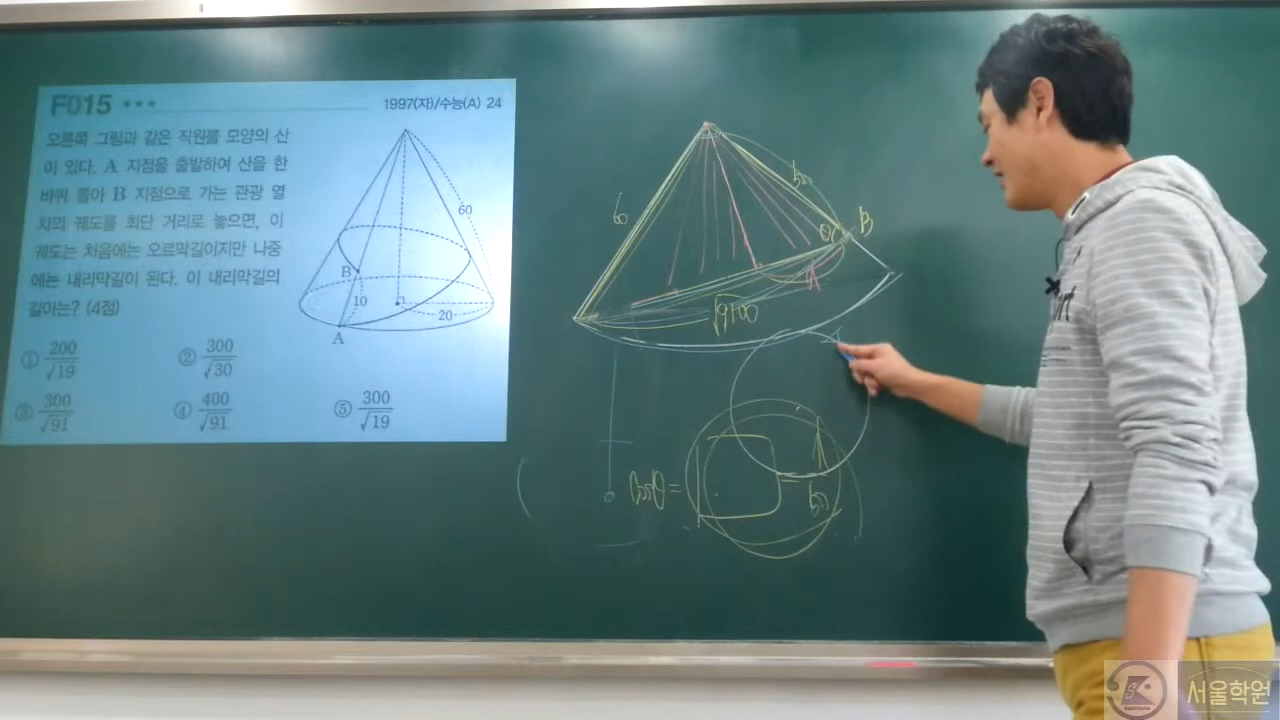 F015 ***
1997(자)/수능(A) 24
오른쪽 그림과 같은 직원뿔 모양의 산
이 있다. A 지점을 출발하여 산을 한
바퀴 돌아 B 지점으로 가는 관광 열
차의 궤도를 최단 거리로 놓으면, 이
궤도는 처음에는 오르막길이지만 나중
에는 내리막길이 된다. 이 내리막길의
길이는? (4점)
① 200/√19
② 300/√30
③ 300/√91
④ 400/√91
⑤ 300/√19
60
B
10
20
A
60
50
B
θ
√9100
cosθ =
=
50
서울학원